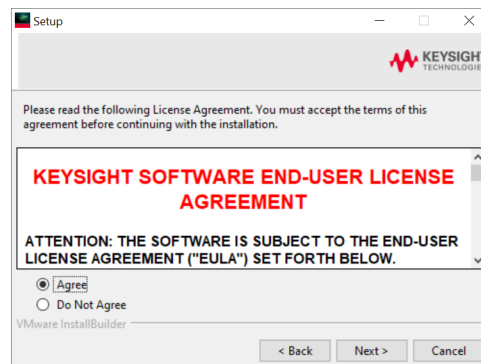 Setup
KEYSIGHT
TECHNOLOGIE
Please read the following License Agreement. You must accept the terms of this
agreement before continuing with the installation.
KEYSIGHT SOFTWARE END-USER LICENSE
AGREEMENT
ATTENTION: THE SOFTWARE IS SUBJECT TO THE END-USER
LICENSE AGREEMENT ("EULA") SET FORTH BELOW.
Agree
Do Not Agree
VMware InstallBuilder
< Back Next > Cancel